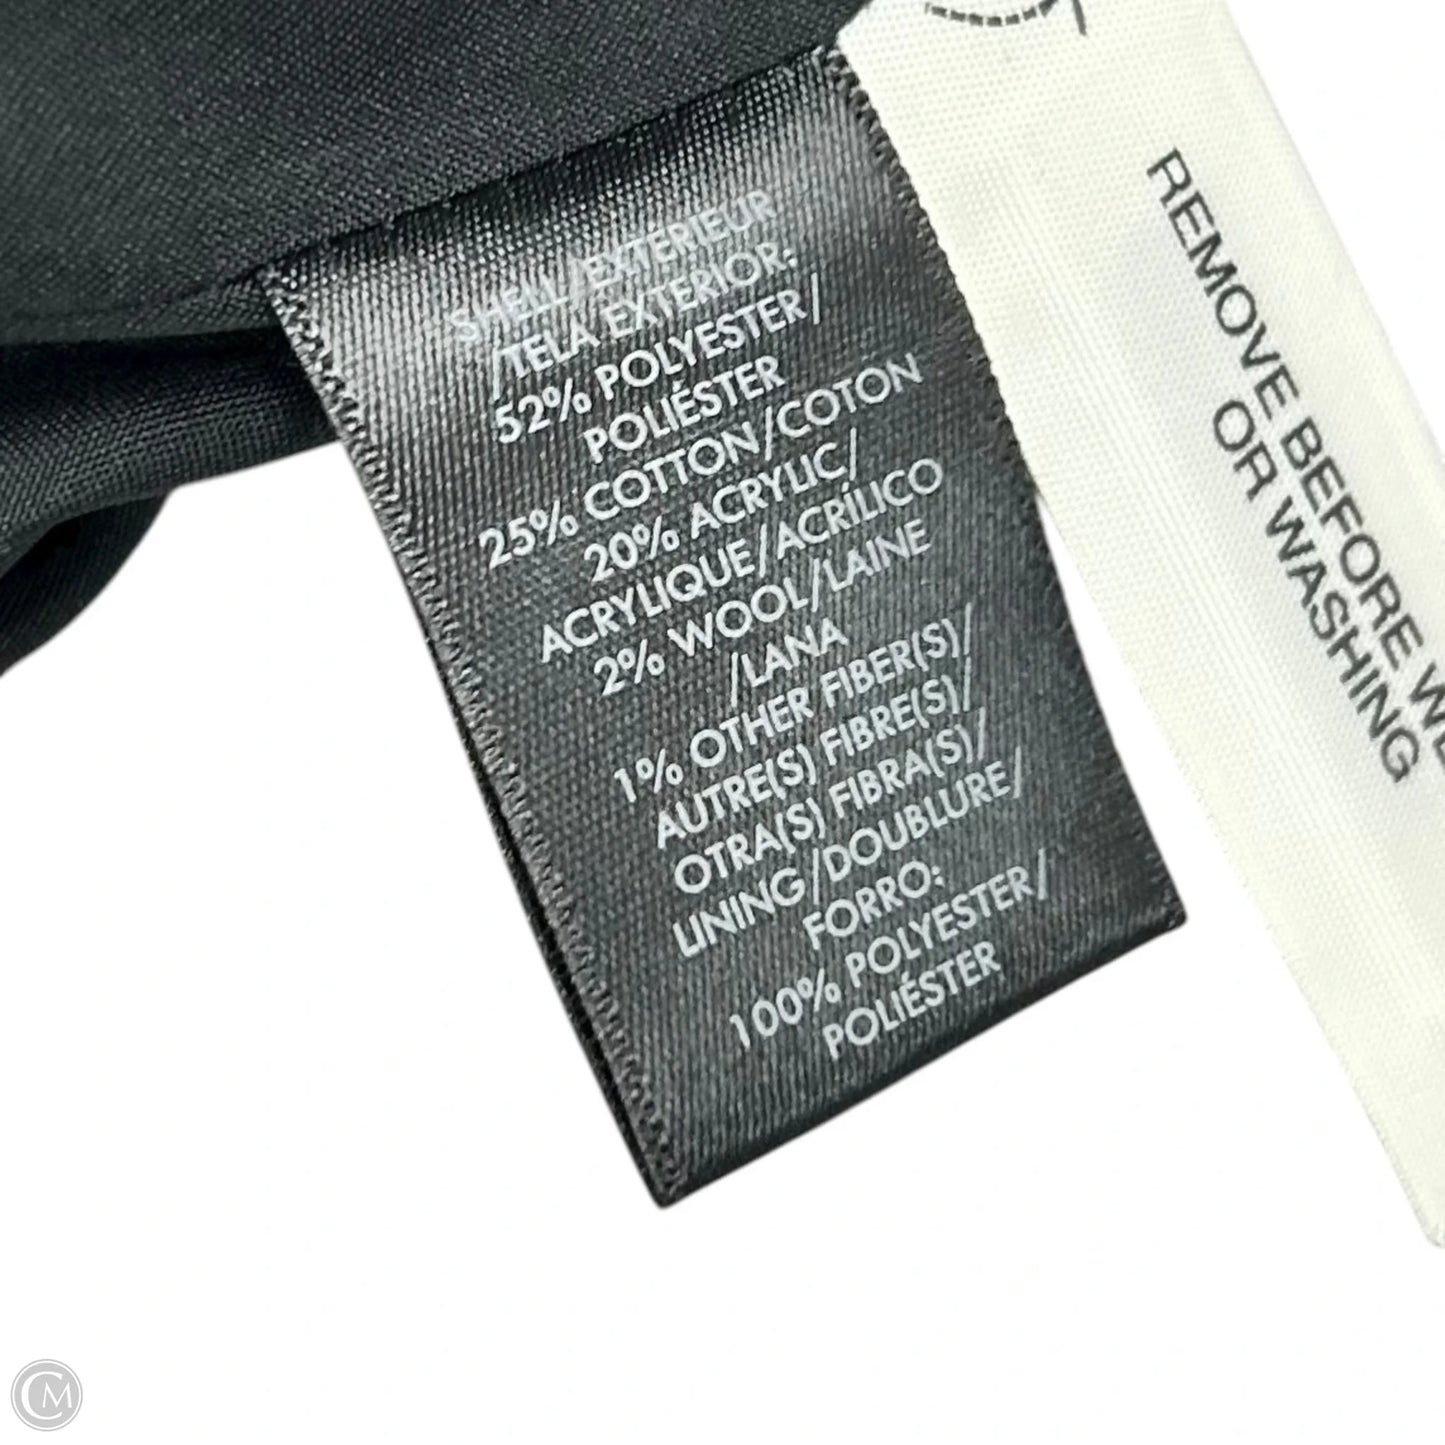 SHELL/EXTERIEUR
/TELA EXTERIOR:
52% POLYESTER/
POLIÉSTER
25% COTTON/COTON
20% ACRYLIC/
ACRYLIQUE/ACRÍLICO
2% WOOL/LAINE
/LANA
1% OTHER FIBER(S)/
AUTRE(S) FIBRE(S)/
OTRA(S) FIBRA(S)/
LINING/DOUBLURE/
FORRO:
100% POLYESTER/
POLIÉSTER
REMOVE BEFORE
OR WASHING
CM